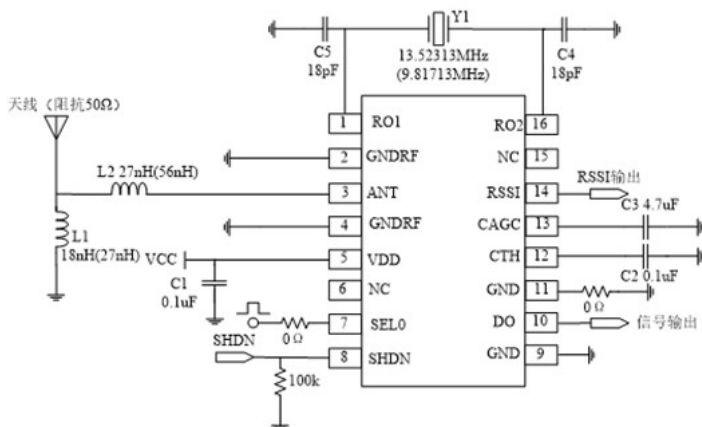 Y1
C5
13.52313MHz
C4
18pF
(9.81713MHz)
18pF
天线（阻抗50Ω）
1
RO1
RO2
16
2
GNDRF
NC
15
L2 27nH(56nH)
RSSI输出
3
ANT
RSSI
14
C3 4.7uF
4
GNDRF
CAGC
13
L1
18nH(27nH)
VCC
5
VDD
CTH
12
C1
C2 0.1uF
0.1uF
6
NC
GND
11
0Ω
7
SEL0
DO
10
信号输出
0Ω
SHDN
8
SHDN
GND
9
100k